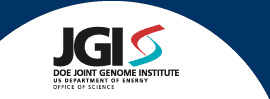 JGI
DOE JOINT GENOME INSTITUTE
US DEPARTMENT OF ENERGY
OFFICE OF SCIENCE